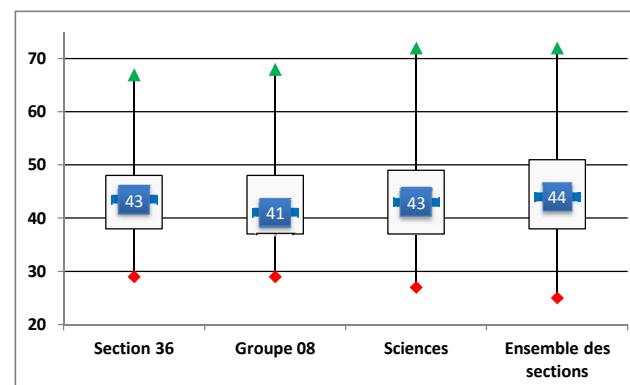 70
60
50
40
30
20
43
41
43
44
Section 36
Groupe 08
Sciences
Ensemble des
sections